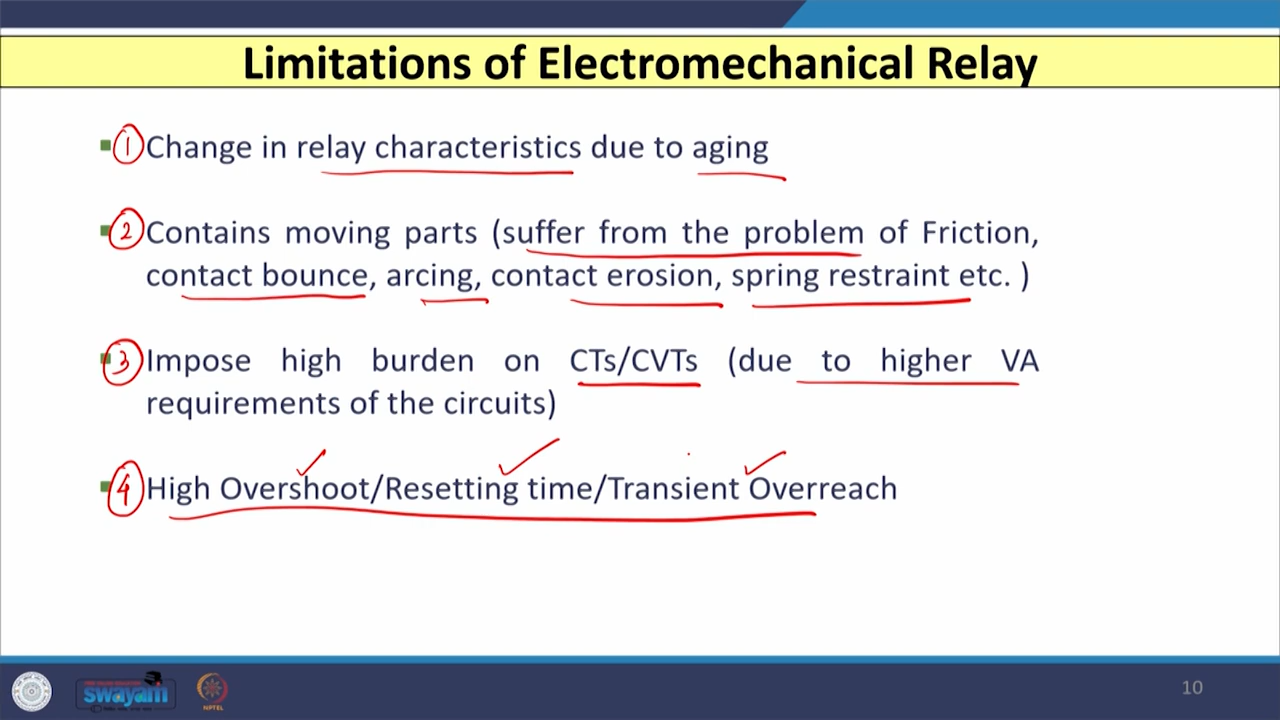 Limitations of Electromechanical Relay
1 Change in relay characteristics due to aging
2 Contains moving parts (suffer from the problem of Friction,
contact bounce, arcing, contact erosion, spring restraint etc. )
3 Impose high burden on CTs/CVTs (due to higher VA
requirements of the circuits)
4 High Overshoot/Resetting time/Transient Overreach
swayam
NPTEL
10